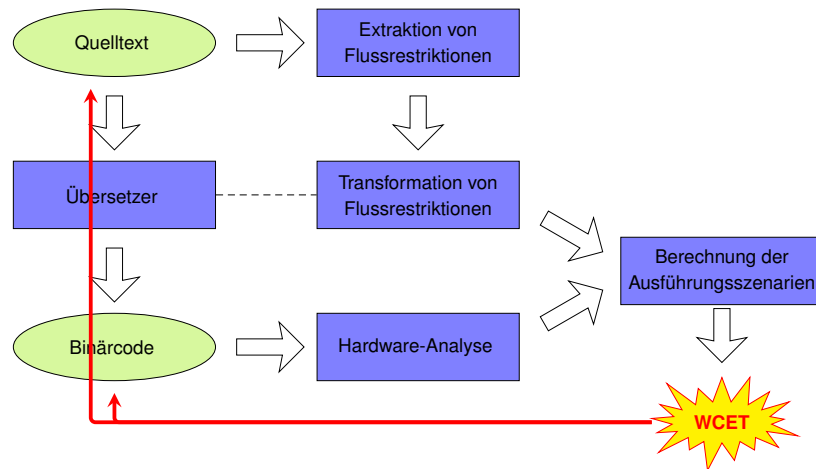 Quelltext
Extraktion von
Flussrestriktionen
Übersetzer
Transformation von
Flussrestriktionen
Berechnung der
Ausführungsszenarien
Binärcode
Hardware-Analyse
WCET